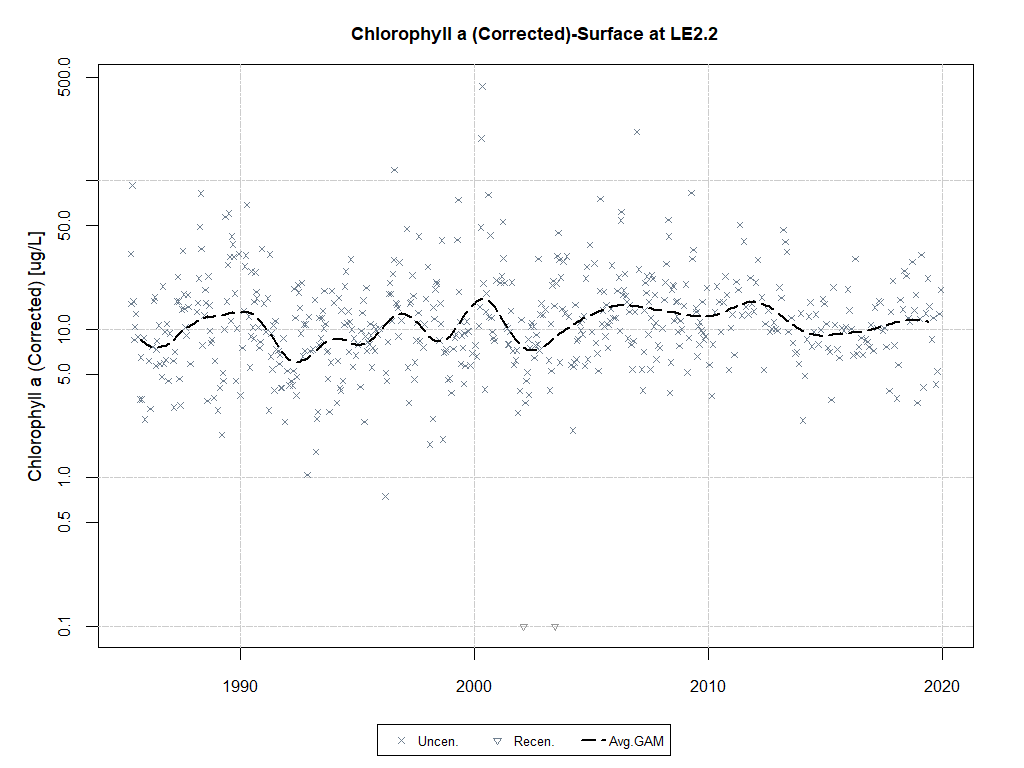 Chlorophyll a (Corrected)-Surface at LE2.2
Chlorophyll a (Corrected) [ug/L]
500.0
50.0
10.0
5.0
1.0
0.5
0.1
1990
2000
2010
2020
Uncen.
Recen.
Avg.GAM